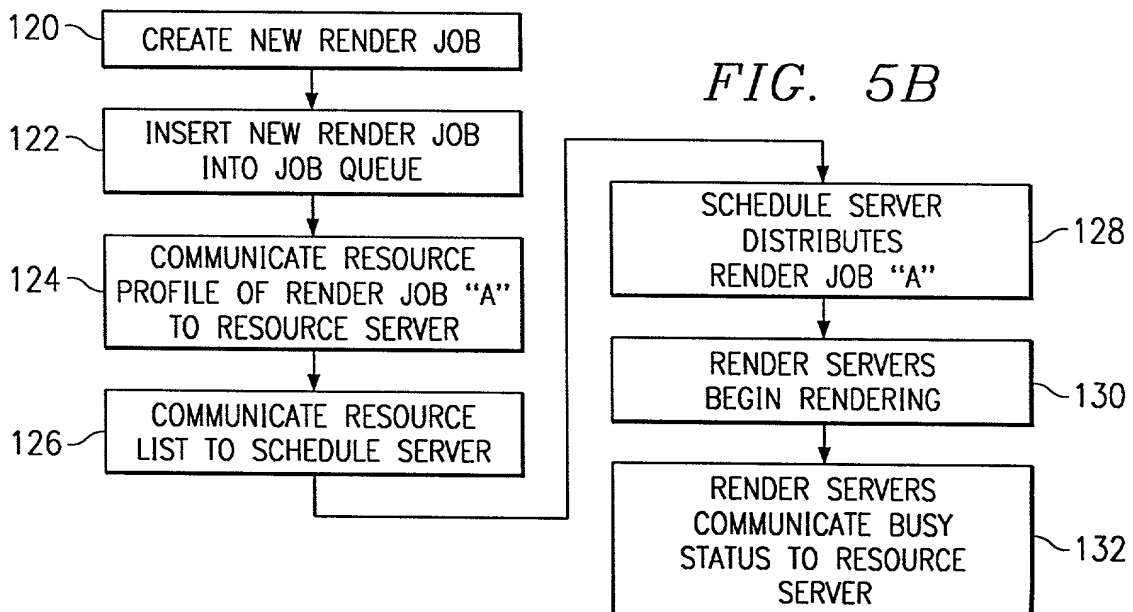 120
CREATE NEW RENDER JOB
FIG. 5B
122
INSERT NEW RENDER JOB
INTO JOB QUEUE
124
COMMUNICATE RESOURCE
PROFILE OF RENDER JOB “A”
TO RESOURCE SERVER
126
COMMUNICATE RESOURCE
LIST TO SCHEDULE SERVER
SCHEDULE SERVER
DISTRIBUTES
RENDER JOB “A”
128
RENDER SERVERS
BEGIN RENDERING
130
RENDER SERVERS
COMMUNICATE BUSY
STATUS TO RESOURCE
SERVER
132